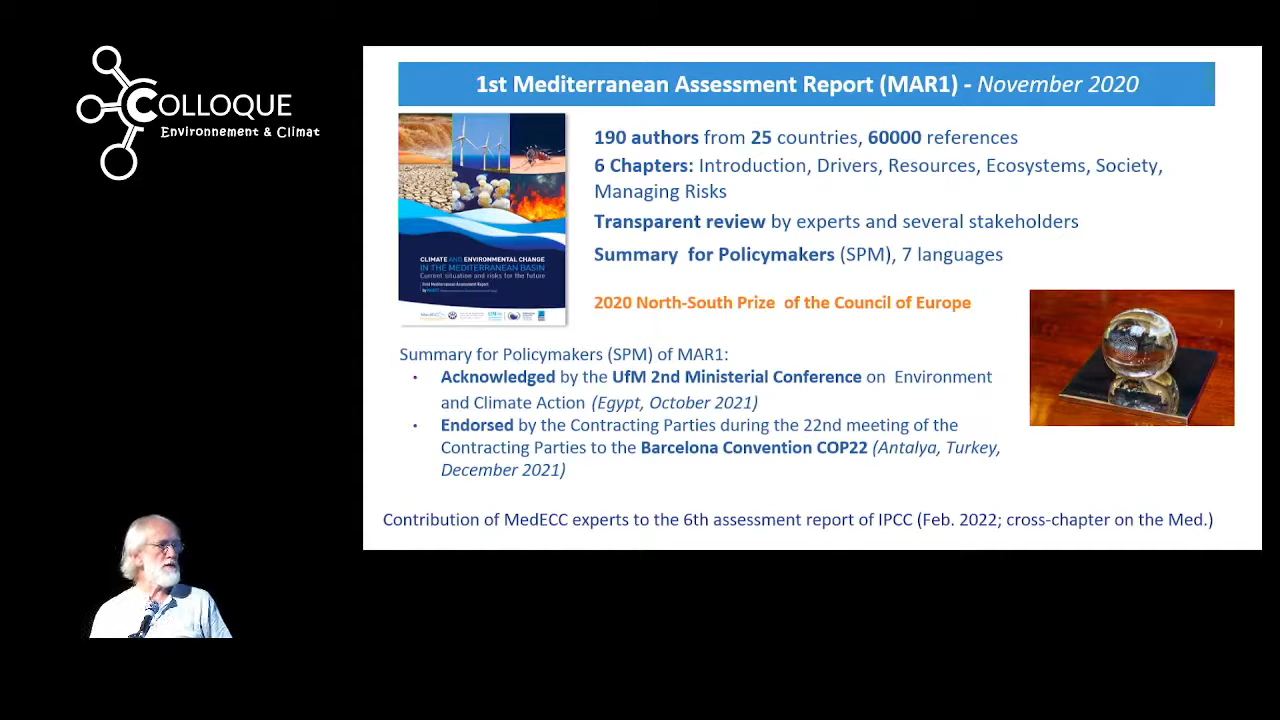 COLLOQUE
Environnement & Climat
1st Mediterranean Assessment Report (MAR1) - November 2020
190 authors from 25 countries, 60000 references
6 Chapters: Introduction, Drivers, Resources, Ecosystems, Society,
Managing Risks
Transparent review by experts and several stakeholders
Summary for Policymakers (SPM), 7 languages
2020 North-South Prize of the Council of Europe
CLIMATE AND ENVIRONMENTAL CHANGE
IN THE MEDITERRANEAN BASIN
Current situation and risks for the future
First Mediterranean Assessment Report
by MedECC
Summary for Policymakers (SPM) of MAR1:
• Acknowledged by the UfM 2nd Ministerial Conference on Environment
and Climate Action (Egypt, October 2021)
• Endorsed by the Contracting Parties during the 22nd meeting of the
Contracting Parties to the Barcelona Convention COP22 (Antalya, Turkey,
December 2021)
Contribution of MedECC experts to the 6th assessment report of IPCC (Feb. 2022; cross-chapter on the Med.)